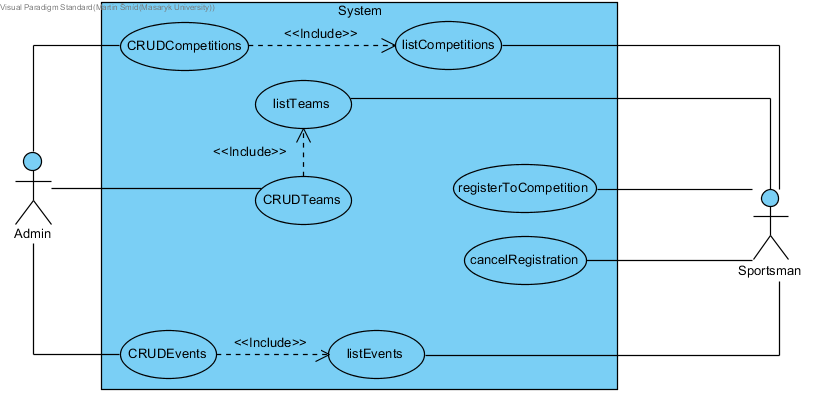 Visual Paradigm Standard(Martin Šmíd(Masaryk University))
System
CRUDCompetitions
<<Include>>
listCompetitions
listTeams
<<Include>>
CRUDTeams
registerToCompetition
Admin
cancelRegistration
Sportsman
CRUDEvents
<<Include>>
listEvents